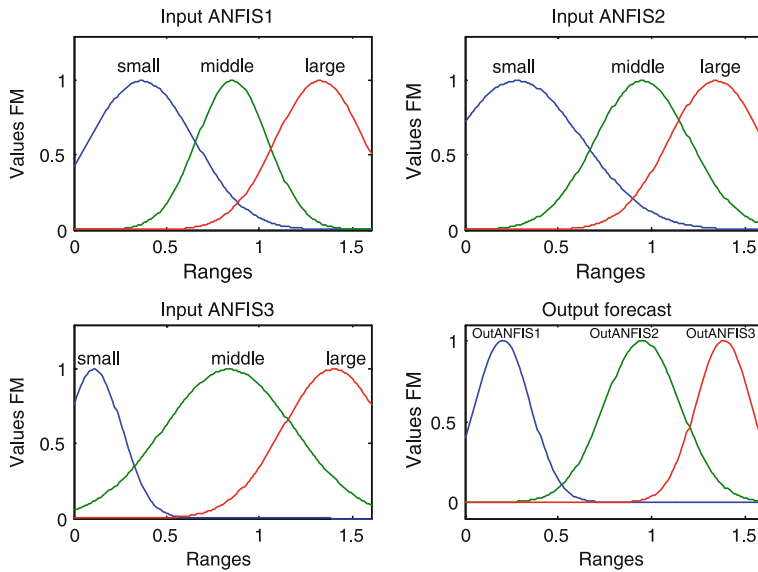 Input ANFIS1
small middle large
Values FM
1
0.5
0
0 0.5 1 1.5
Ranges
Input ANFIS2
small middle large
Values FM
1
0.5
0
0 0.5 1 1.5
Ranges
Input ANFIS3
small middle large
Values FM
1
0.5
0
0 0.5 1 1.5
Ranges
Output forecast
OutANFIS1 OutANFIS2 OutANFIS3
Values FM
1
0.5
0
0 0.5 1 1.5
Ranges